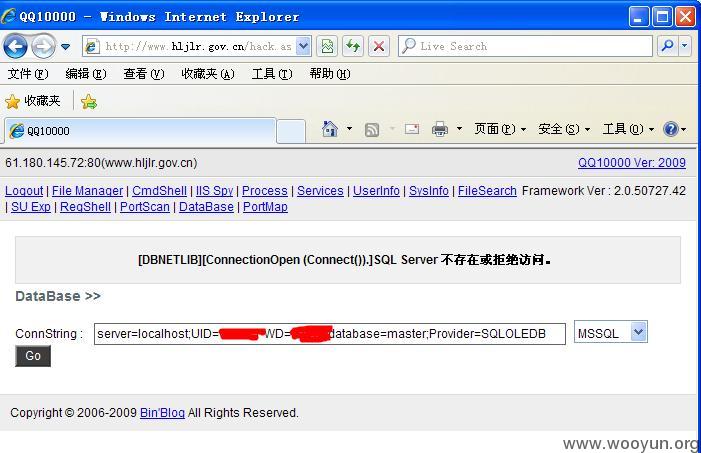 QQ10000 - Windows Internet Explorer
http://www.hljlr.gov.cn/hack.as
Live Search
文件(F) 编辑(E) 查看(V) 收藏夹(A) 工具(T) 帮助(H)
收藏夹
QQ10000
页面(P) 安全(S) 工具(O)
61.180.145.72:80(www.hljlr.gov.cn) QQ10000 Ver: 2009
Logout | File Manager | CmdShell | IIS Spy | Process | Services | UserInfo | SysInfo | FileSearch Framework Ver : 2.0.50727.42
| SU Exp | RegShell | PortScan | DataBase | PortMap
[DBNETLIB][ConnectionOpen (Connect()).]SQL Server 不存在或拒绝访问。
DataBase >>
ConnString : server=localhost;UID= WD= database=master;Provider=SQLOLEDB MSSQL
Go
Copyright © 2006-2009 Bin'Blog All Rights Reserved.
www.wooyun.org